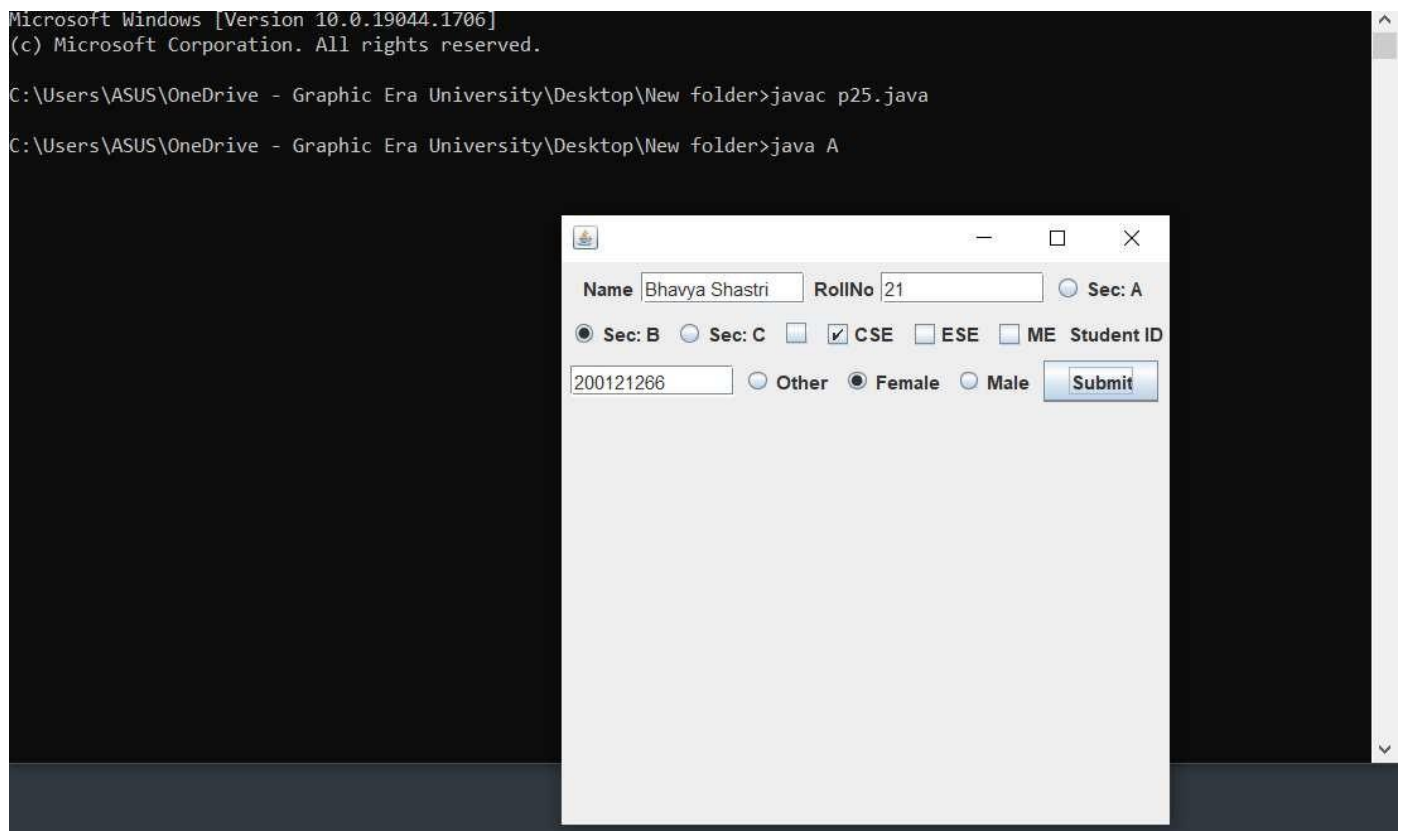 Microsoft Windows [Version 10.0.19044.1706]
(c) Microsoft Corporation. All rights reserved.
C:\Users\ASUS\OneDrive - Graphic Era University\Desktop\New folder>javac p25.java
C:\Users\ASUS\OneDrive - Graphic Era University\Desktop\New folder>java A
Name Bhavya Shastri RollNo 21 Sec: A
Sec: B Sec: C CSE ESE ME Student ID
200121266 Other Female Male Submit